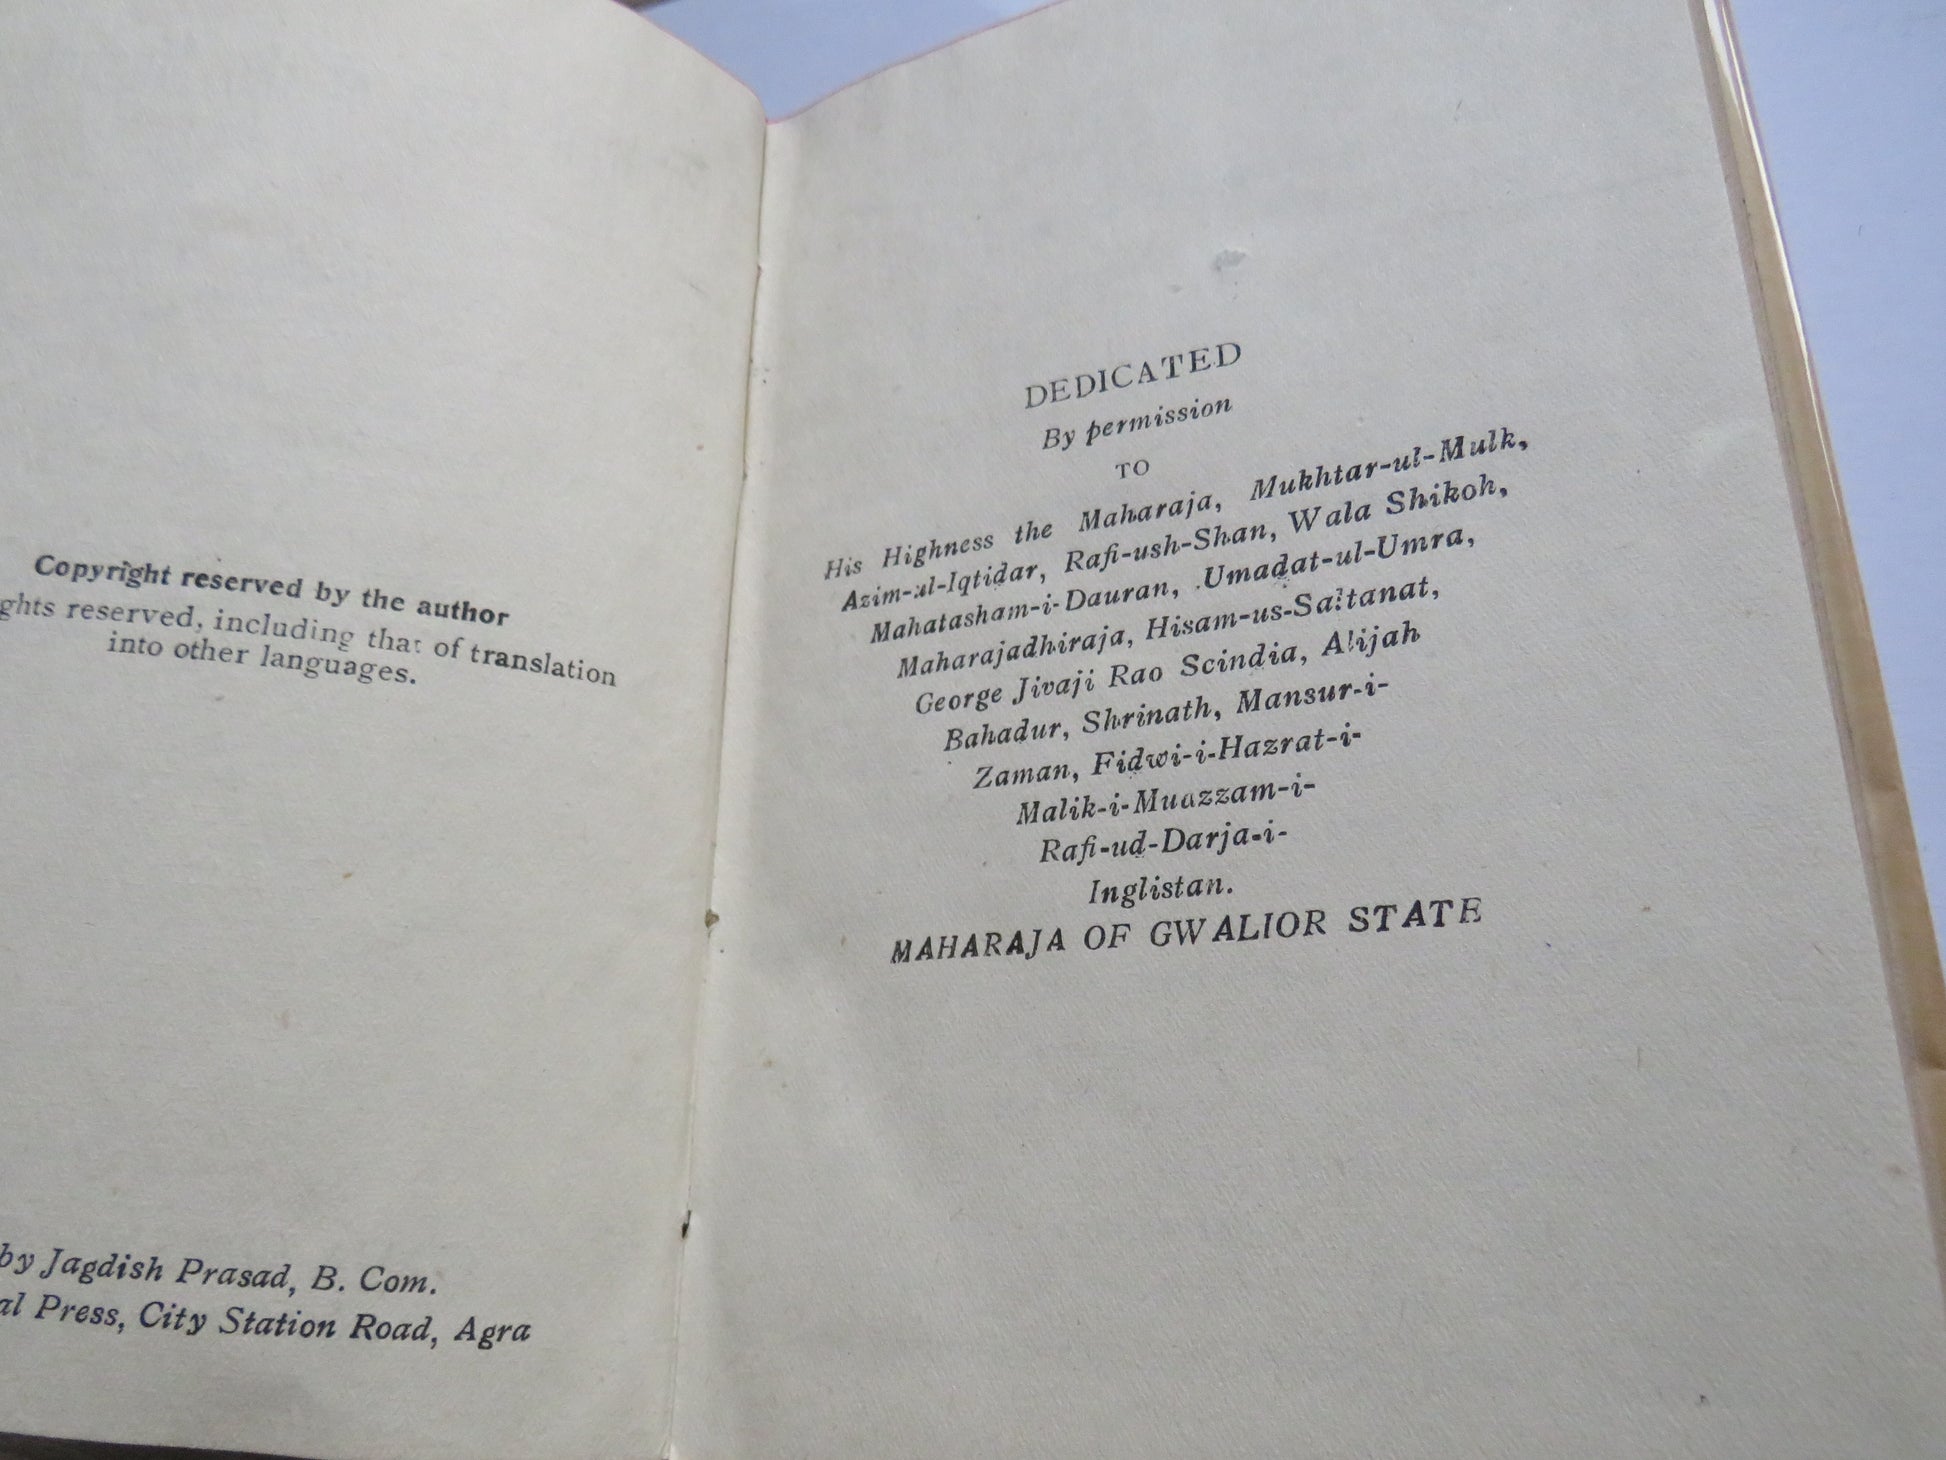 Copyright reserved by the author
ghts reserved, including that of translation
into other languages.
by Jagdish Prasad, B. Com.
al Press, City Station Road, Agra
DEDICATED
By permission
TO
His Highness the Maharaja, Mukhtar-ul-Mulk,
Azim-ul-Iqtidar, Rafi-ush-Shan, Wala Shikoh,
Mahatasham-i-Dauran, Umadat-ul-Umra,
Maharajadhiraja, Hisam-us-Saltanat,
George Jivaji Rao Scindia, Alijah
Bahadur, Shrinath, Mansur-i-
Zaman, Fidwi-i-Hazrat-i-
Malik-i-Muazzam-i-
Rafi-ud-Darja-i-
Inglistan.
MAHARAJA OF GWALIOR STATE